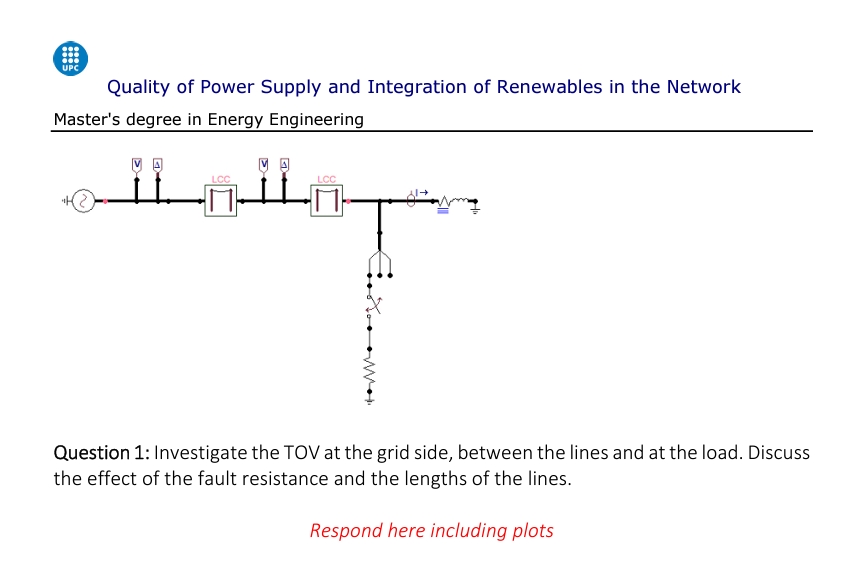 UPC
Quality of Power Supply and Integration of Renewables in the Network
Master's degree in Energy Engineering
V Δ V Δ
LCC LCC
I
Question 1: Investigate the TOV at the grid side, between the lines and at the load. Discuss
the effect of the fault resistance and the lengths of the lines.
Respond here including plots